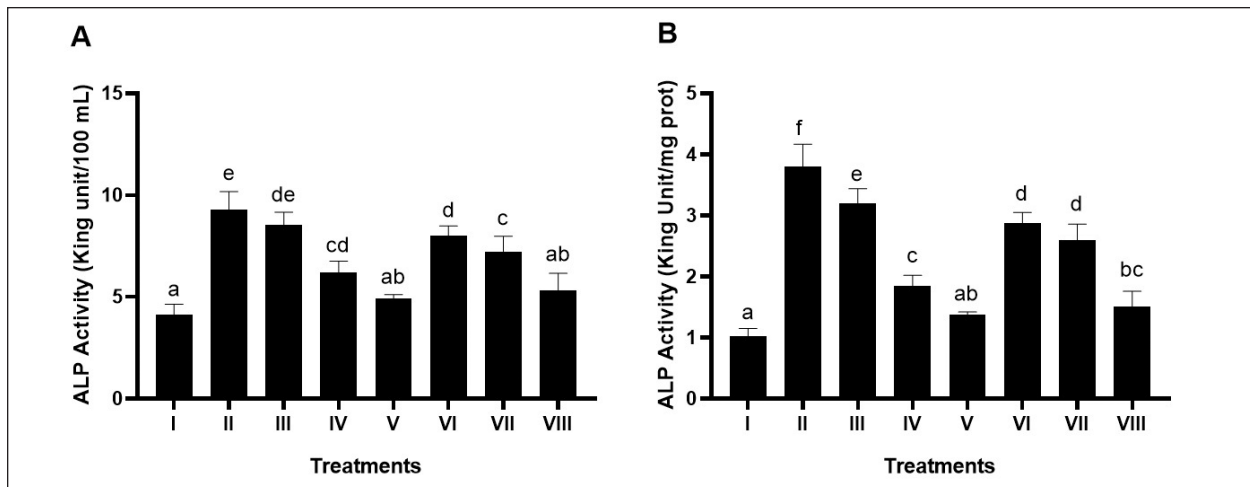 A
ALP Activity (King unit/100 mL)
15
10
5
0
a
e
de
cd
ab
d
c
ab
I
II
III
IV
V
VI
VII
VIII
Treatments
B
ALP Activity (King Unit/mg prot)
5
4
3
2
1
0
a
f
e
c
ab
d
d
bc
I
II
III
IV
V
VI
VII
VIII
Treatments